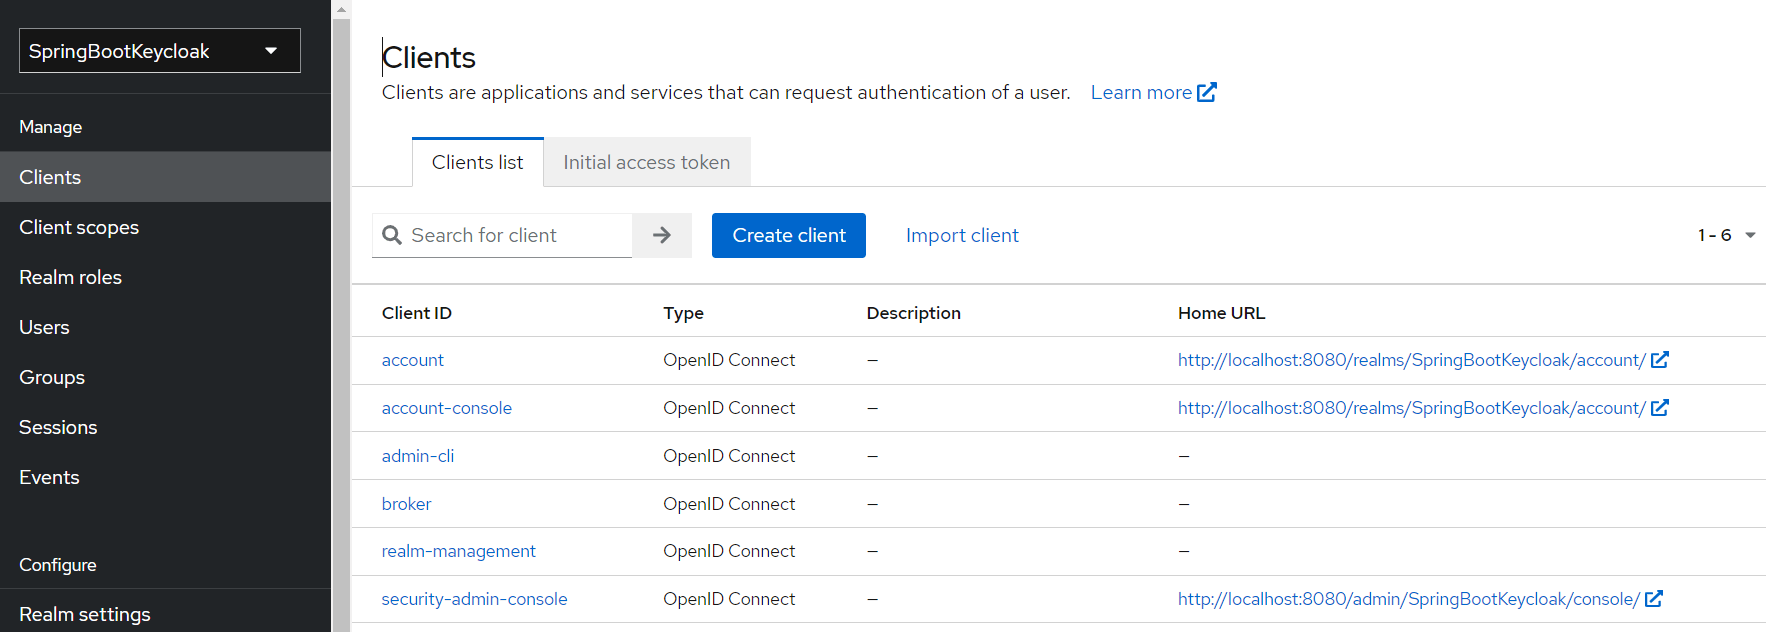 SpringBootKeycloak
Manage
Clients
Client scopes
Realm roles
Users
Groups
Sessions
Events
Configure
Realm settings
Clients
Clients are applications and services that can request authentication of a user. Learn more
Clients list Initial access token
Search for client Create client Import client 1 - 6
Client ID Type Description Home URL
account OpenID Connect – http://localhost:8080/realms/SpringBootKeycloak/account/
account-console OpenID Connect – http://localhost:8080/realms/SpringBootKeycloak/account/
admin-cli OpenID Connect – –
broker OpenID Connect – –
realm-management OpenID Connect – –
security-admin-console OpenID Connect – http://localhost:8080/admin/SpringBootKeycloak/console/